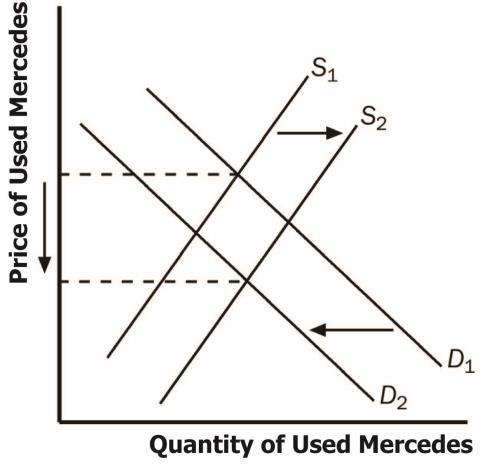 Price of Used Mercedes
S1
S2
D1
D2
Quantity of Used Mercedes